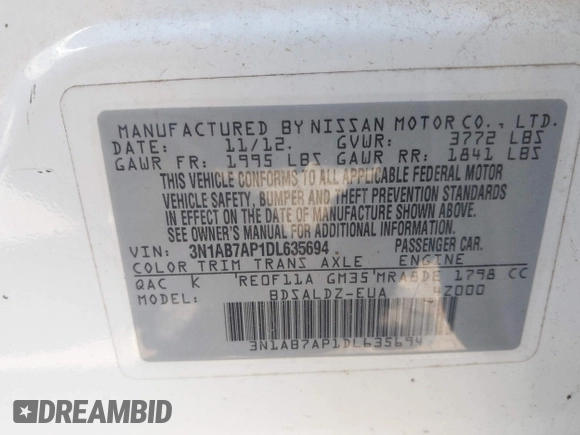 MANUFACTURED BY NISSAN MOTOR CO., LTD.
DATE: 11/12. GVWR: 3772 LBS
GAWR FR: 1995 LBS GAWR RR: 1841 LBS
THIS VEHICLE CONFORMS TO ALL APPLICABLE FEDERAL MOTOR
VEHICLE SAFETY, BUMPER AND THEFT PREVENTION STANDARDS
IN EFFECT ON THE DATE OF MANUFACTURE SHOWN ABOVE.
SEE OWNER'S MANUAL FOR ADDITIONAL INFORMATION.
VIN: 3N1AB7AP1DL635694 PASSENGER CAR.
COLOR TRIM TRANS AXLE ENGINE
QAC K RE0F11A GM35 MRA8DE 1798 CC
BDSALDZ-EUA 4Z000
3N1AB7AP1DL635694
DREAMBID